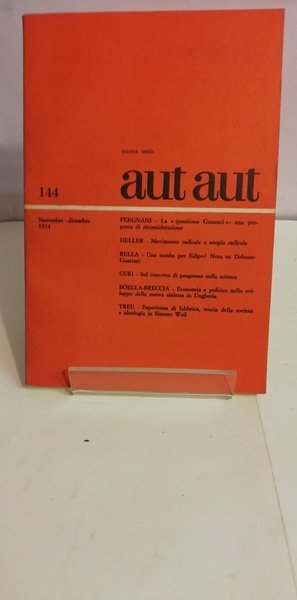 nuova serie
144
aut aut
Novembre - dicembre
1974
FERGNANI - La « questione Gramsci »: una pro-
posta di riconsiderazione
HELLER - Movimento radicale e utopia radicale
RELLA - Una tomba per Edipo? Nota su Deleuze-
Guattari
CURI - Sul concetto di progresso nella scienza
BOELLA-BRECCIA - Economia e politica nello svi-
luppo della nuova sinistra in Ungheria
TREU - Esperienza di fabbrica, teoria della società
e ideologia in Simone Weil